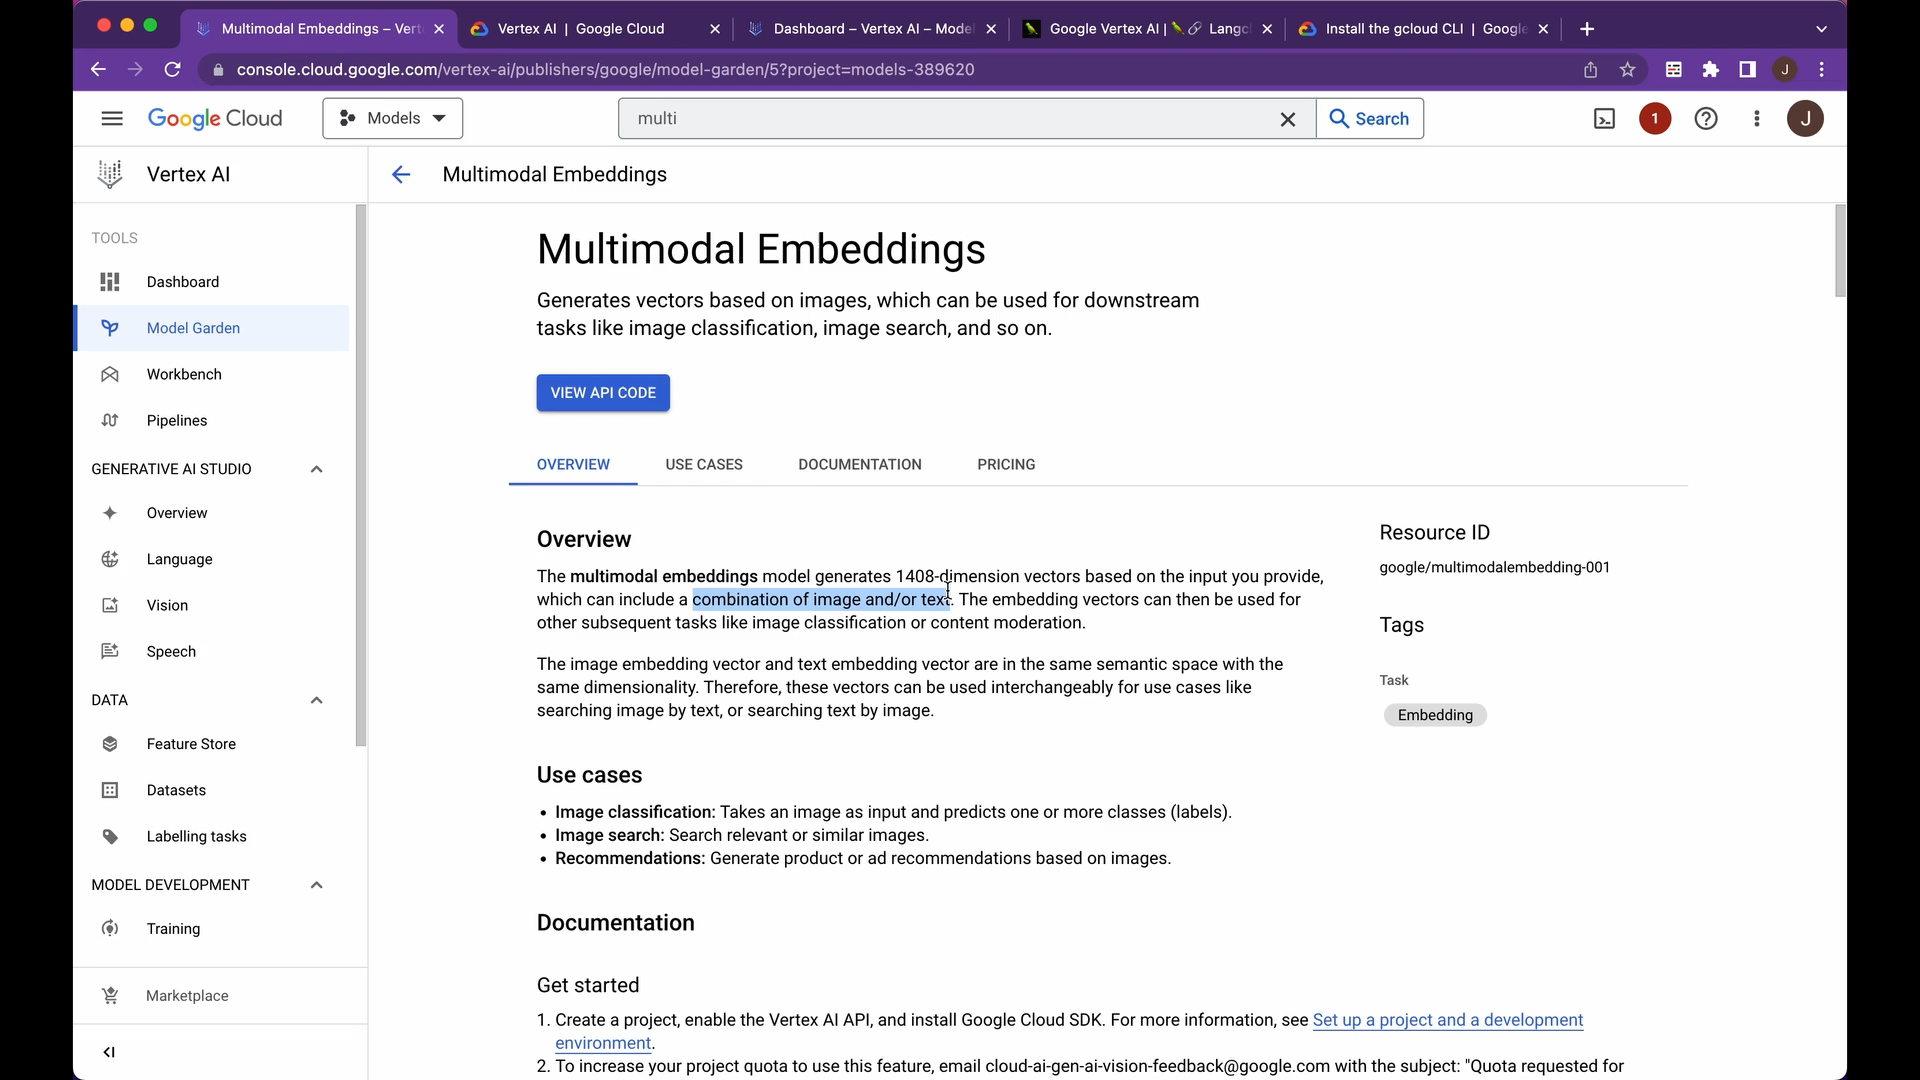 Multimodal Embeddings – Vert
Vertex AI | Google Cloud
Dashboard – Vertex AI – Model
Google Vertex AI | 🦜🔗 Langc
Install the gcloud CLI | Google
console.cloud.google.com/vertex-ai/publishers/google/model-garden/5?project=models-389620
J
Google Cloud
Models
multi
Search
1
J
Vertex AI
Multimodal Embeddings
TOOLS
Dashboard
Model Garden
Workbench
Pipelines
GENERATIVE AI STUDIO
Overview
Language
Vision
Speech
DATA
Feature Store
Datasets
Labelling tasks
MODEL DEVELOPMENT
Training
Marketplace
Multimodal Embeddings
Generates vectors based on images, which can be used for downstream
tasks like image classification, image search, and so on.
VIEW API CODE
OVERVIEW
USE CASES
DOCUMENTATION
PRICING
Overview
The multimodal embeddings model generates 1408-dimension vectors based on the input you provide,
which can include a combination of image and/or text. The embedding vectors can then be used for
other subsequent tasks like image classification or content moderation.
The image embedding vector and text embedding vector are in the same semantic space with the
same dimensionality. Therefore, these vectors can be used interchangeably for use cases like
searching image by text, or searching text by image.
Use cases
• Image classification: Takes an image as input and predicts one or more classes (labels).
• Image search: Search relevant or similar images.
• Recommendations: Generate product or ad recommendations based on images.
Documentation
Get started
1. Create a project, enable the Vertex AI API, and install Google Cloud SDK. For more information, see Set up a project and a development
environment.
2. To increase your project quota to use this feature, email cloud-ai-gen-ai-vision-feedback@google.com with the subject: "Quota requested for
Resource ID
google/multimodalembedding-001
Tags
Task
Embedding